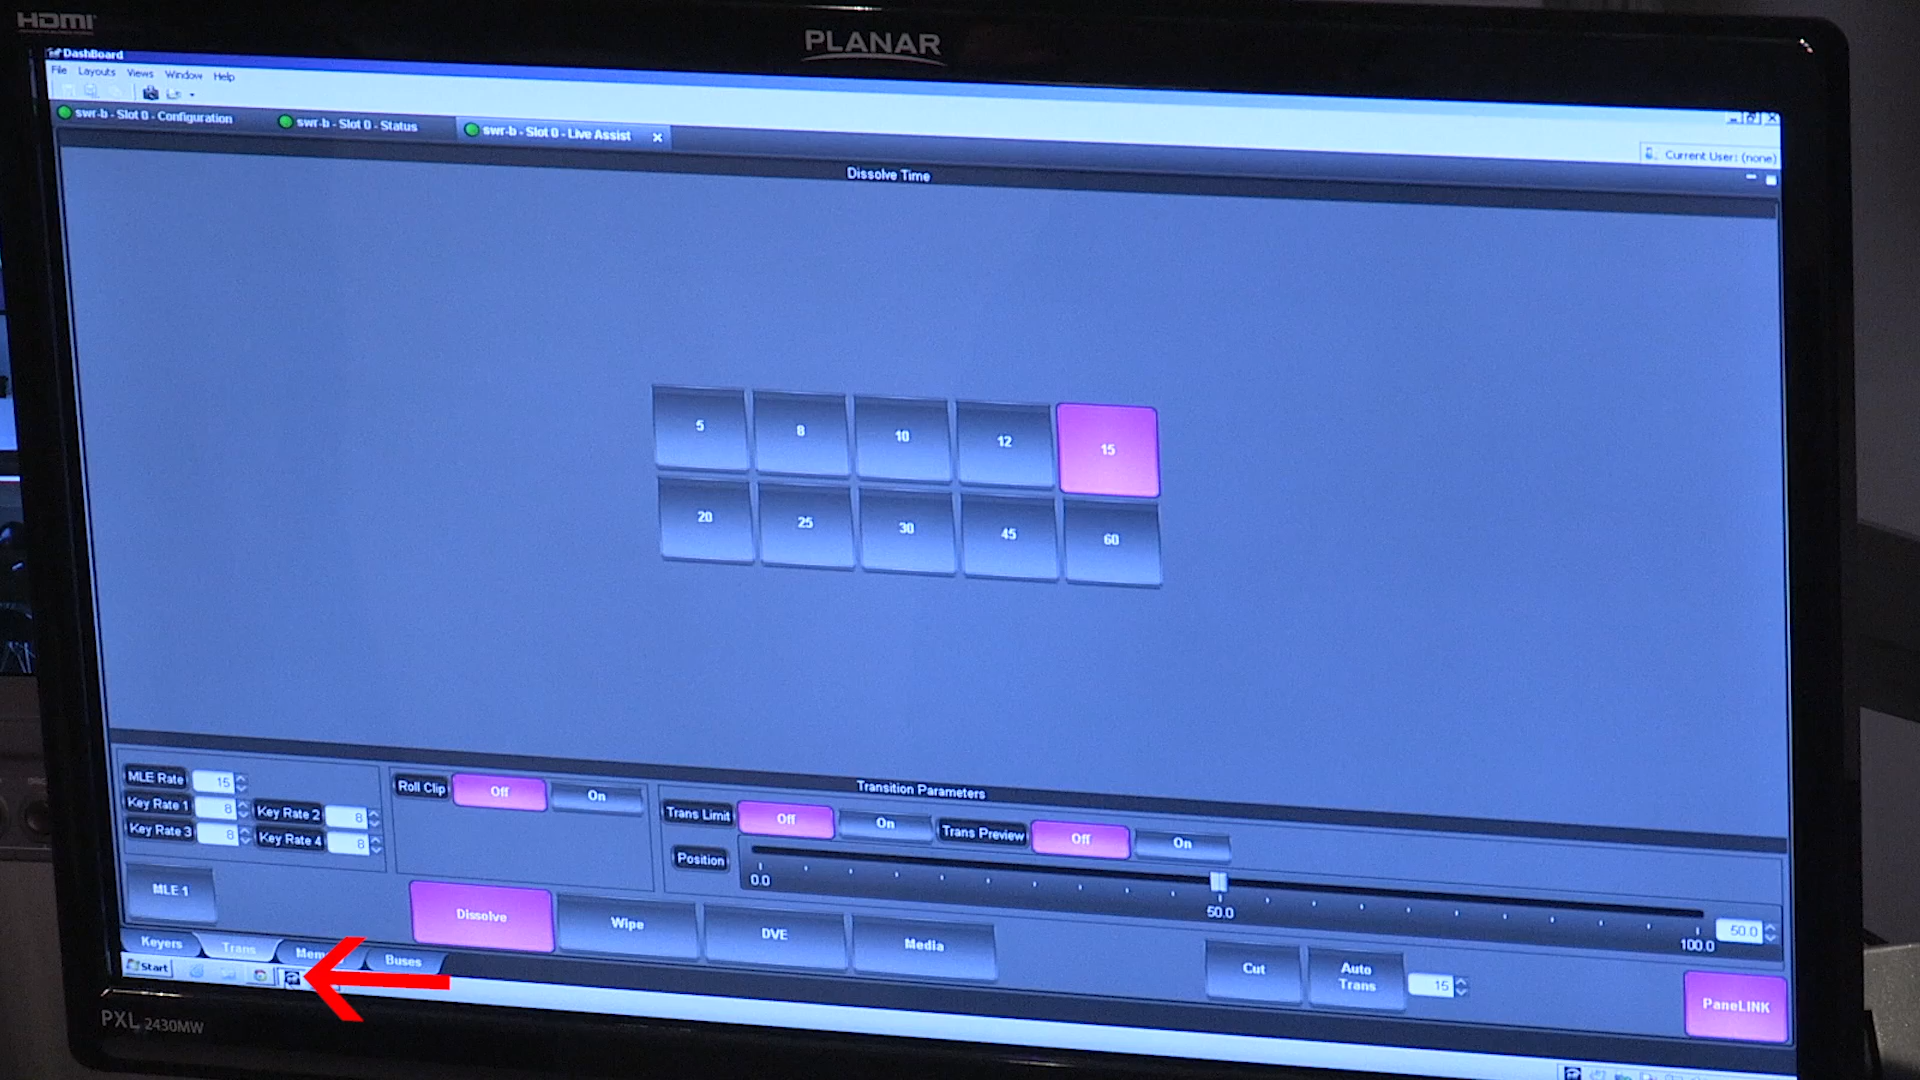 HDMI
PLANAR
DashBoard
File Layouts Views Window Help
swr-b - Slot 0 - Configuration
swr-b - Slot 0 - Status
swr-b - Slot 0 - Live Assist
Current User: (none)
Dissolve Time
5 8 10 12 15
20 25 30 45 60
Transition Parameters
MLE Rate 15
Key Rate 1 8 Key Rate 2 8
Key Rate 3 8 Key Rate 4 8
Roll Clip Off On
Trans Limit Off On Trans Preview Off On
Position
0.0 50.0 100.0 50.0
MLE 1
Dissolve Wipe DVE Media
Cut Auto Trans 15
PaneLINK
Keyers Trans Buses
Start
PXL 2430MW